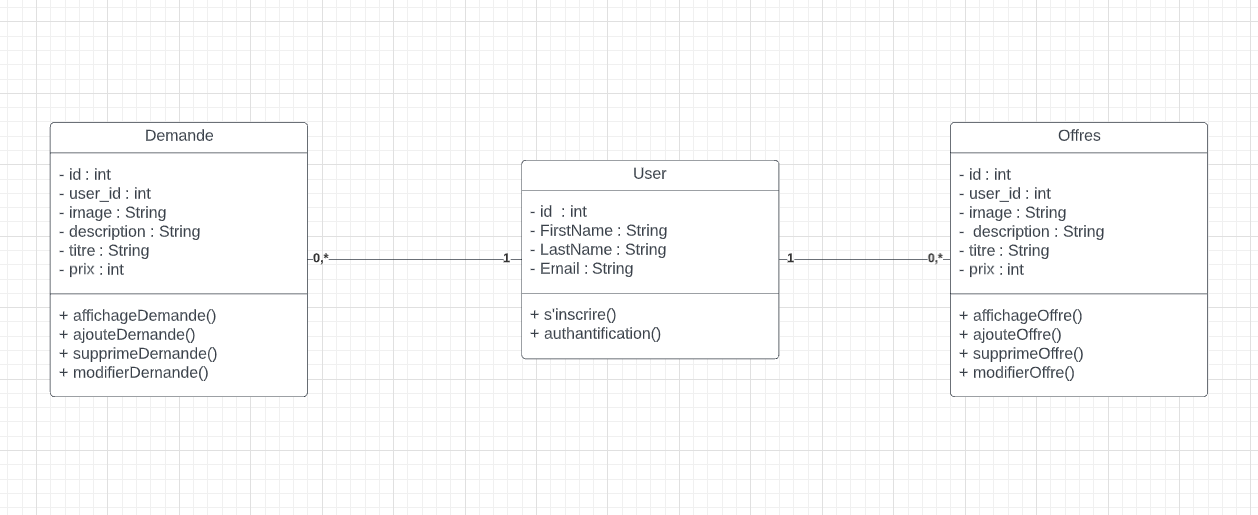 Demande
- id : int
- user_id : int
- image : String
- description : String
- titre : String
- prix : int
+ affichageDemande()
+ ajouteDemande()
+ supprimeDemande()
+ modifierDemande()
0,*
1
User
- id  : int
- FirstName : String
- LastName : String
- Email : String
+ s'inscrire()
+ authantification()
1
0,*
Offres
- id : int
- user_id : int
- image : String
-  description : String
- titre : String
- prix : int
+ affichageOffre()
+ ajouteOffre()
+ supprimeOffre()
+ modifierOffre()